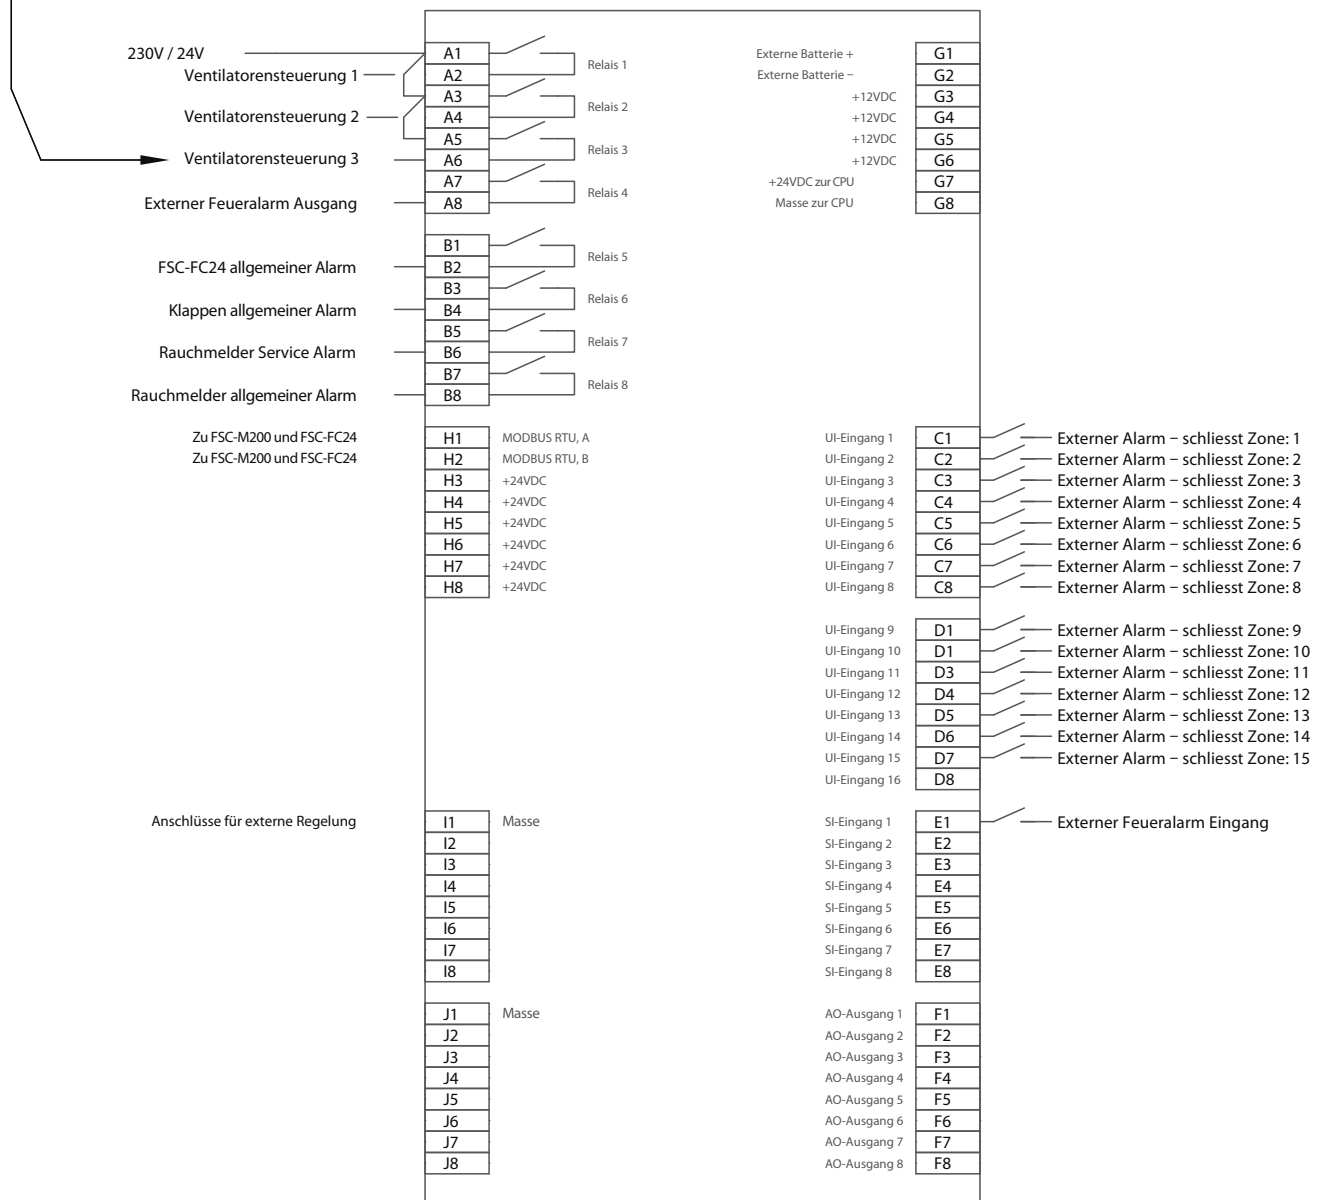 230V / 24V
A1
Relais 1
Externe Batterie +
G1
Ventilatorensteuerung 1
A2
Externe Batterie –
G2
A3
Relais 2
+12VDC
G3
Ventilatorensteuerung 2
A4
+12VDC
G4
A5
Relais 3
+12VDC
G5
Ventilatorensteuerung 3
A6
+12VDC
G6
A7
Relais 4
+24VDC zur CPU
G7
Externer Feueralarm Ausgang
A8
Masse zur CPU
G8
B1
Relais 5
FSC-FC24 allgemeiner Alarm
B2
B3
Relais 6
Klappen allgemeiner Alarm
B4
B5
Relais 7
Rauchmelder Service Alarm
B6
B7
Relais 8
Rauchmelder allgemeiner Alarm
B8
Zu FSC-M200 und FSC-FC24
H1
MODBUS RTU, A
UI-Eingang 1
C1
Externer Alarm – schliesst Zone: 1
Zu FSC-M200 und FSC-FC24
H2
MODBUS RTU, B
UI-Eingang 2
C2
Externer Alarm – schliesst Zone: 2
H3
+24VDC
UI-Eingang 3
C3
Externer Alarm – schliesst Zone: 3
H4
+24VDC
UI-Eingang 4
C4
Externer Alarm – schliesst Zone: 4
H5
+24VDC
UI-Eingang 5
C5
Externer Alarm – schliesst Zone: 5
H6
+24VDC
UI-Eingang 6
C6
Externer Alarm – schliesst Zone: 6
H7
+24VDC
UI-Eingang 7
C7
Externer Alarm – schliesst Zone: 7
H8
+24VDC
UI-Eingang 8
C8
Externer Alarm – schliesst Zone: 8
UI-Eingang 9
D1
Externer Alarm – schliesst Zone: 9
UI-Eingang 10
D1
Externer Alarm – schliesst Zone: 10
UI-Eingang 11
D3
Externer Alarm – schliesst Zone: 11
UI-Eingang 12
D4
Externer Alarm – schliesst Zone: 12
UI-Eingang 13
D5
Externer Alarm – schliesst Zone: 13
UI-Eingang 14
D6
Externer Alarm – schliesst Zone: 14
UI-Eingang 15
D7
Externer Alarm – schliesst Zone: 15
UI-Eingang 16
D8
Anschlüsse für externe Regelung
I1
Masse
SI-Eingang 1
E1
Externer Feueralarm Eingang
I2
SI-Eingang 2
E2
I3
SI-Eingang 3
E3
I4
SI-Eingang 4
E4
I5
SI-Eingang 5
E5
I6
SI-Eingang 6
E6
I7
SI-Eingang 7
E7
I8
SI-Eingang 8
E8
J1
Masse
AO-Ausgang 1
F1
J2
AO-Ausgang 2
F2
J3
AO-Ausgang 3
F3
J4
AO-Ausgang 4
F4
J5
AO-Ausgang 5
F5
J6
AO-Ausgang 6
F6
J7
AO-Ausgang 7
F7
J8
AO-Ausgang 8
F8